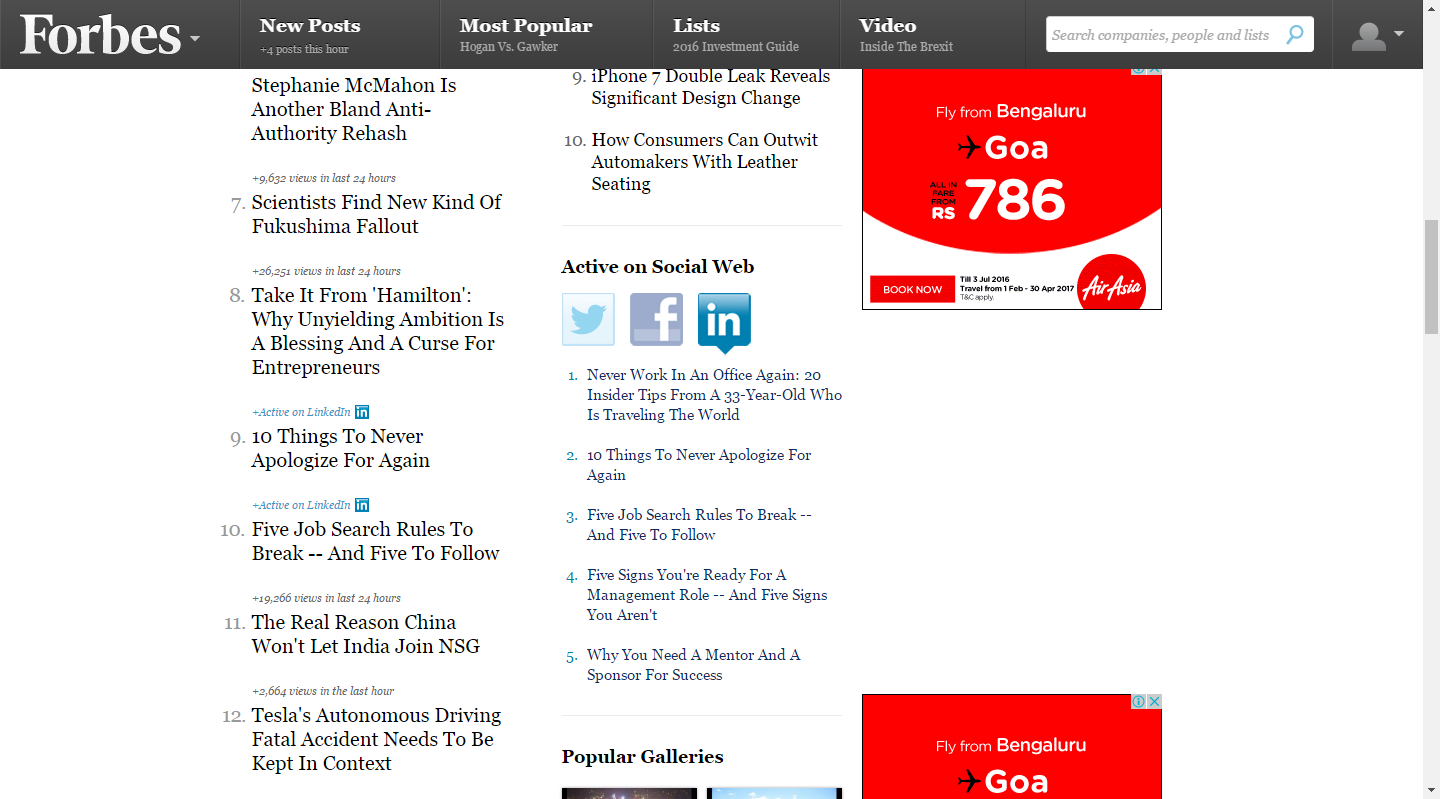 Forbes
New Posts
+4 posts this hour
Most Popular
Hogan Vs. Gawker
Lists
2016 Investment Guide
Video
Inside The Brexit
Search companies, people and lists
Stephanie McMahon Is
Another Bland Anti-
Authority Rehash
+9,632 views in last 24 hours
7. Scientists Find New Kind Of
Fukushima Fallout
+26,251 views in last 24 hours
8. Take It From 'Hamilton':
Why Unyielding Ambition Is
A Blessing And A Curse For
Entrepreneurs
+Active on LinkedIn in
9. 10 Things To Never
Apologize For Again
+Active on LinkedIn in
10. Five Job Search Rules To
Break -- And Five To Follow
+19,266 views in last 24 hours
11. The Real Reason China
Won't Let India Join NSG
+2,664 views in the last hour
12. Tesla's Autonomous Driving
Fatal Accident Needs To Be
Kept In Context
9. iPhone 7 Double Leak Reveals
Significant Design Change
10. How Consumers Can Outwit
Automakers With Leather
Seating
Active on Social Web
f
in
1. Never Work In An Office Again: 20
Insider Tips From A 33-Year-Old Who
Is Traveling The World
2. 10 Things To Never Apologize For
Again
3. Five Job Search Rules To Break --
And Five To Follow
4. Five Signs You're Ready For A
Management Role -- And Five Signs
You Aren't
5. Why You Need A Mentor And A
Sponsor For Success
Popular Galleries
Fly from Bengaluru
Goa
ALL IN
FARE
FROM
RS 786
BOOK NOW
Till 3 Jul 2016
Travel from 1 Feb - 30 Apr 2017
T&C apply.
AirAsia
Fly from Bengaluru
Goa